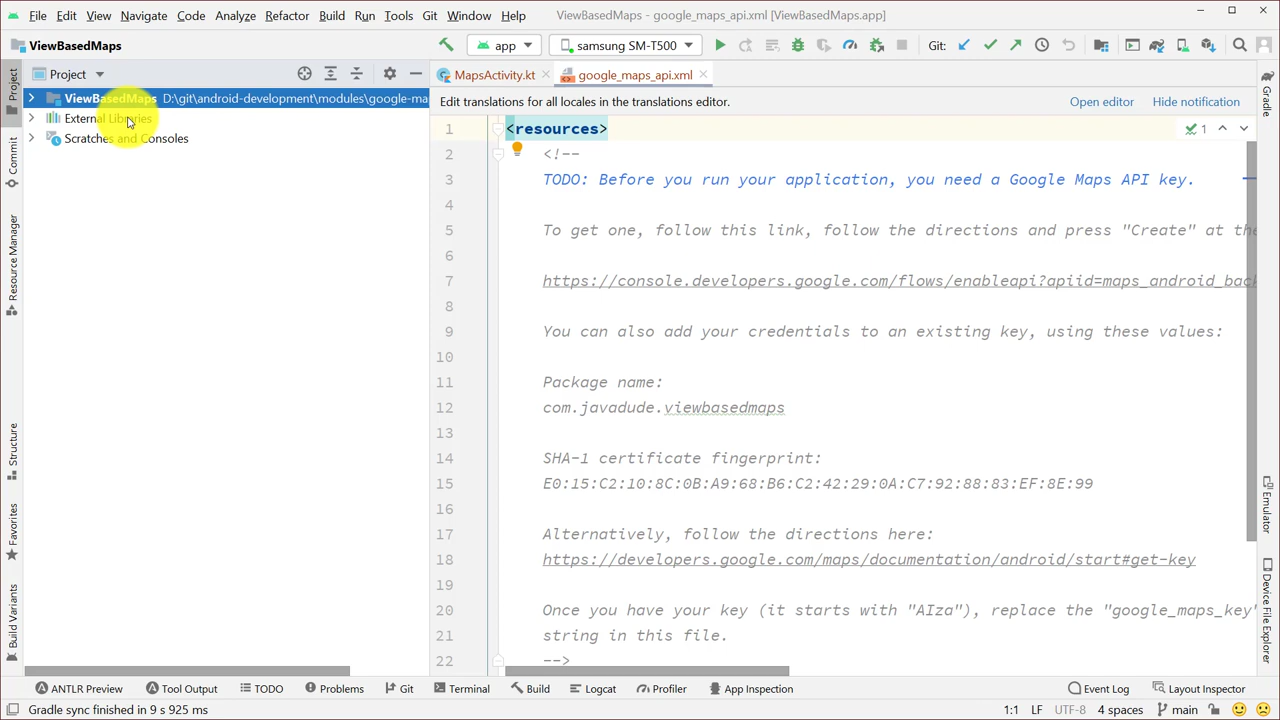 File Edit View Navigate Code Analyze Refactor Build Run Tools Git Window Help ViewBasedMaps - google_maps_api.xml [ViewBasedMaps.app]
ViewBasedMaps app samsung SM-T500 Git:
Project MapsActivity.kt google_maps_api.xml
ViewBasedMaps D:\git\android-development\modules\google-ma
External Libraries
Scratches and Consoles
Edit translations for all locales in the translations editor. Open editor Hide notification
1 <resources> 1
2 <!--
3 TODO: Before you run your application, you need a Google Maps API key.
4
5 To get one, follow this link, follow the directions and press "Create" at the
6
7 https://console.developers.google.com/flows/enableapi?apiid=maps_android_back
8
9 You can also add your credentials to an existing key, using these values:
10
11 Package name:
12 com.javadude.viewbasedmaps
13
14 SHA-1 certificate fingerprint:
15 E0:15:C2:10:8C:0B:A9:68:B6:C2:42:29:0A:C7:92:88:83:EF:8E:99
16
17 Alternatively, follow the directions here:
18 https://developers.google.com/maps/documentation/android/start#get-key
19
20 Once you have your key (it starts with "AIza"), replace the "google_maps_key"
21 string in this file.
22 -->
Project
Commit
Resource Manager
Structure
Favorites
Build Variants
Gradle
Emulator
Device File Explorer
ANTLR Preview Tool Output TODO Problems Git Terminal Build Logcat Profiler App Inspection Event Log Layout Inspector
Gradle sync finished in 9 s 925 ms 1:1 LF UTF-8 4 spaces main